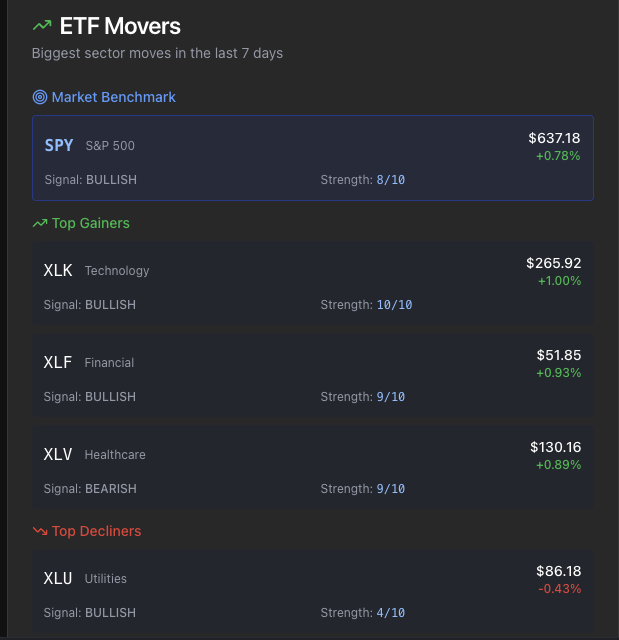 ETF Movers
Biggest sector moves in the last 7 days
Market Benchmark
SPY S&P 500 $637.18
+0.78%
Signal: BULLISH Strength: 8/10
Top Gainers
XLK Technology $265.92
+1.00%
Signal: BULLISH Strength: 10/10
XLF Financial $51.85
+0.93%
Signal: BULLISH Strength: 9/10
XLV Healthcare $130.16
+0.89%
Signal: BEARISH Strength: 9/10
Top Decliners
XLU Utilities $86.18
-0.43%
Signal: BULLISH Strength: 4/10